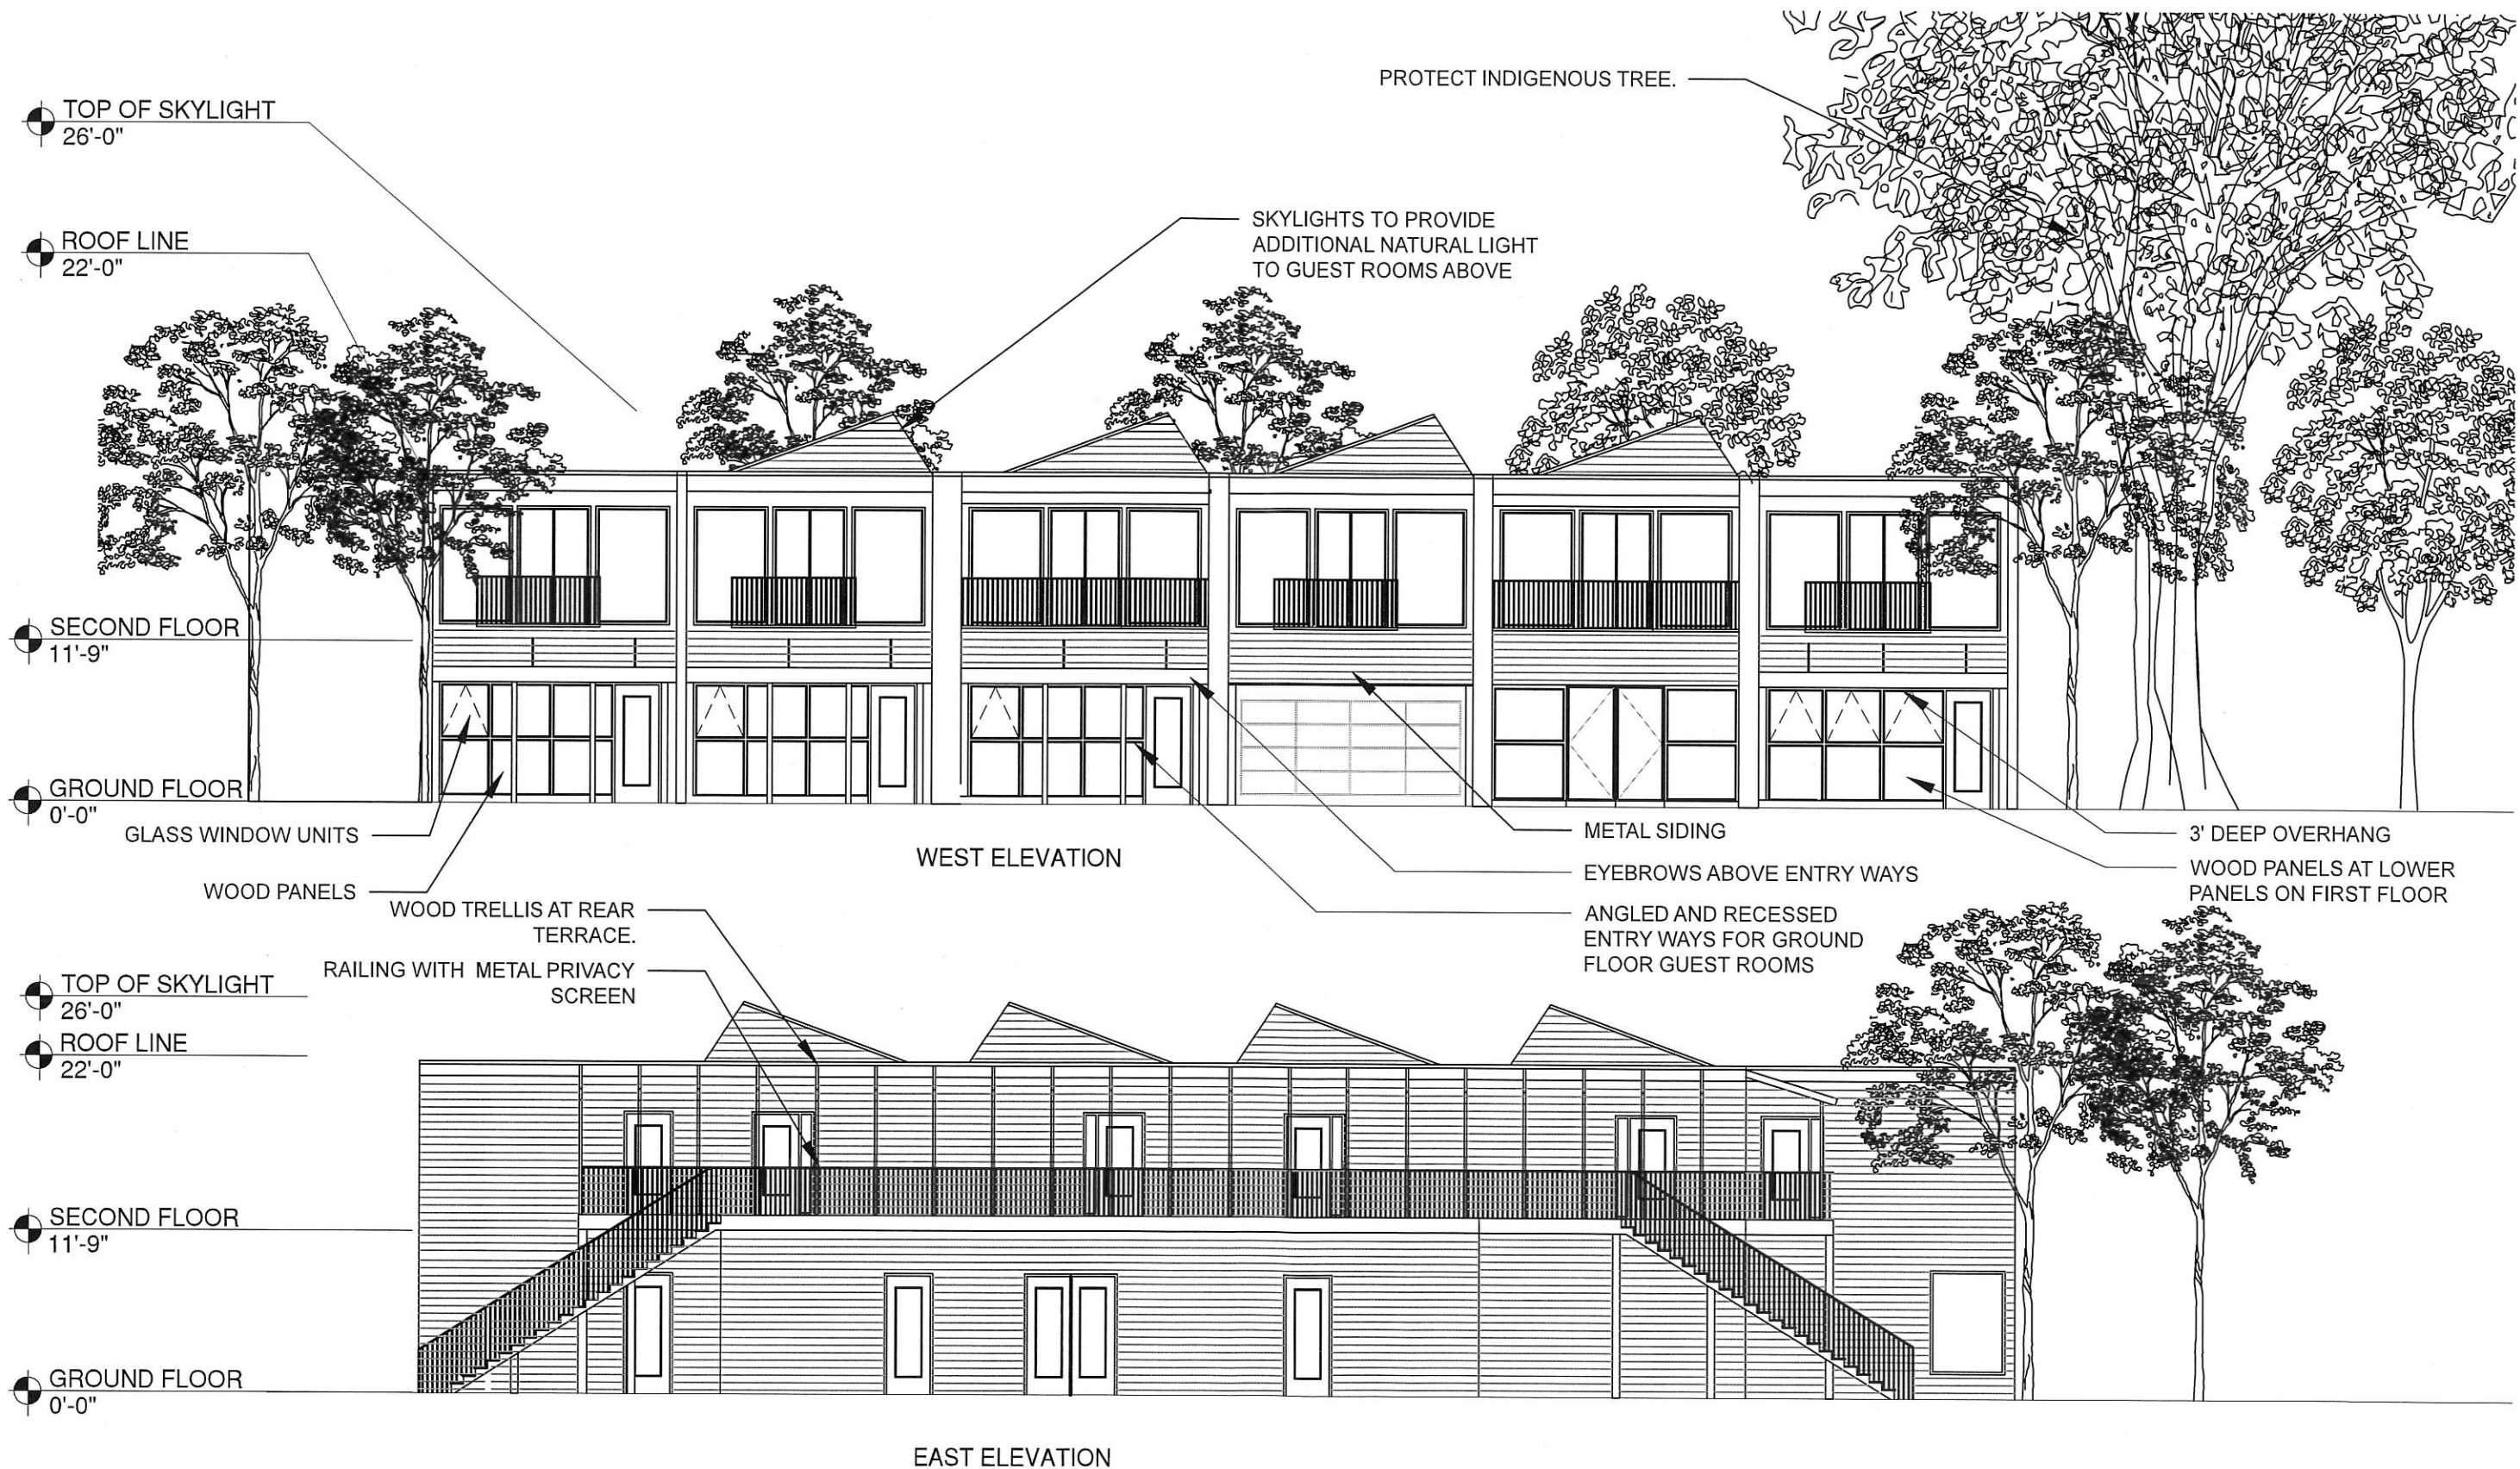 PROTECT INDIGENOUS TREE.
TOP OF SKYLIGHT
26'-0"
SKYLIGHTS TO PROVIDE
ADDITIONAL NATURAL LIGHT
TO GUEST ROOMS ABOVE
ROOF LINE
22'-0"
SECOND FLOOR
11'-9"
GROUND FLOOR
0'-0"
GLASS WINDOW UNITS
WOOD PANELS
WEST ELEVATION
METAL SIDING
EYEBROWS ABOVE ENTRY WAYS
ANGLED AND RECESSED
ENTRY WAYS FOR GROUND
FLOOR GUEST ROOMS
3' DEEP OVERHANG
WOOD PANELS AT LOWER
PANELS ON FIRST FLOOR
WOOD TRELLIS AT REAR
TERRACE.
RAILING WITH METAL PRIVACY
SCREEN
TOP OF SKYLIGHT
26'-0"
ROOF LINE
22'-0"
SECOND FLOOR
11'-9"
GROUND FLOOR
0'-0"
EAST ELEVATION